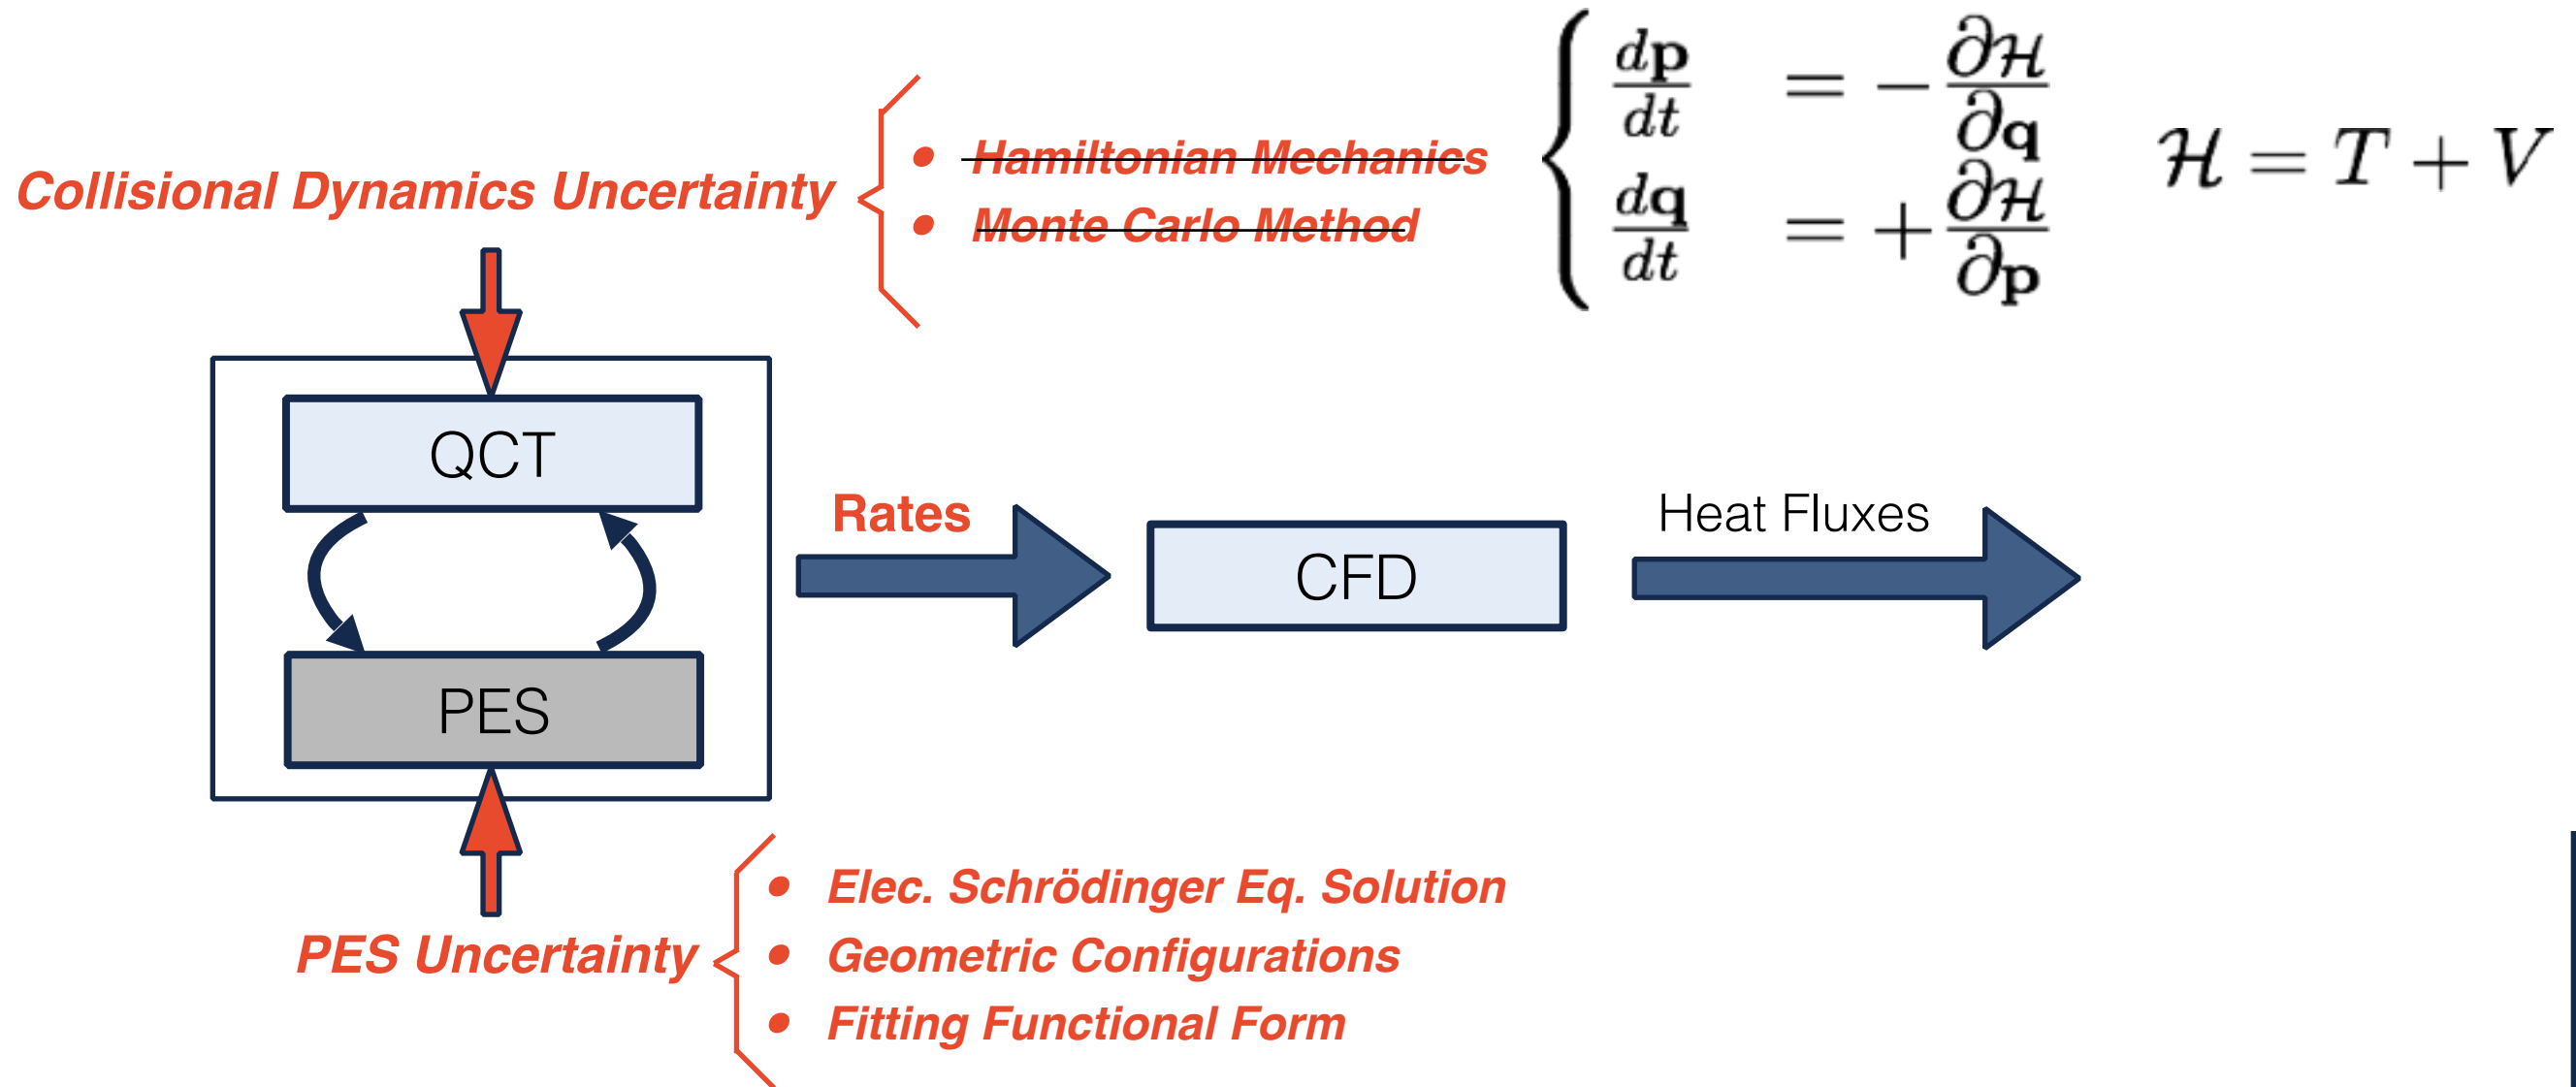 Collisional Dynamics Uncertainty
• Hamiltonian Mechanics
• Monte Carlo Method
dp/dt = − ∂ℋ/∂q
dq/dt = + ∂ℋ/∂p
ℋ = T + V
QCT
PES
Rates
CFD
Heat Fluxes
PES Uncertainty
• Elec. Schrödinger Eq. Solution
• Geometric Configurations
• Fitting Functional Form